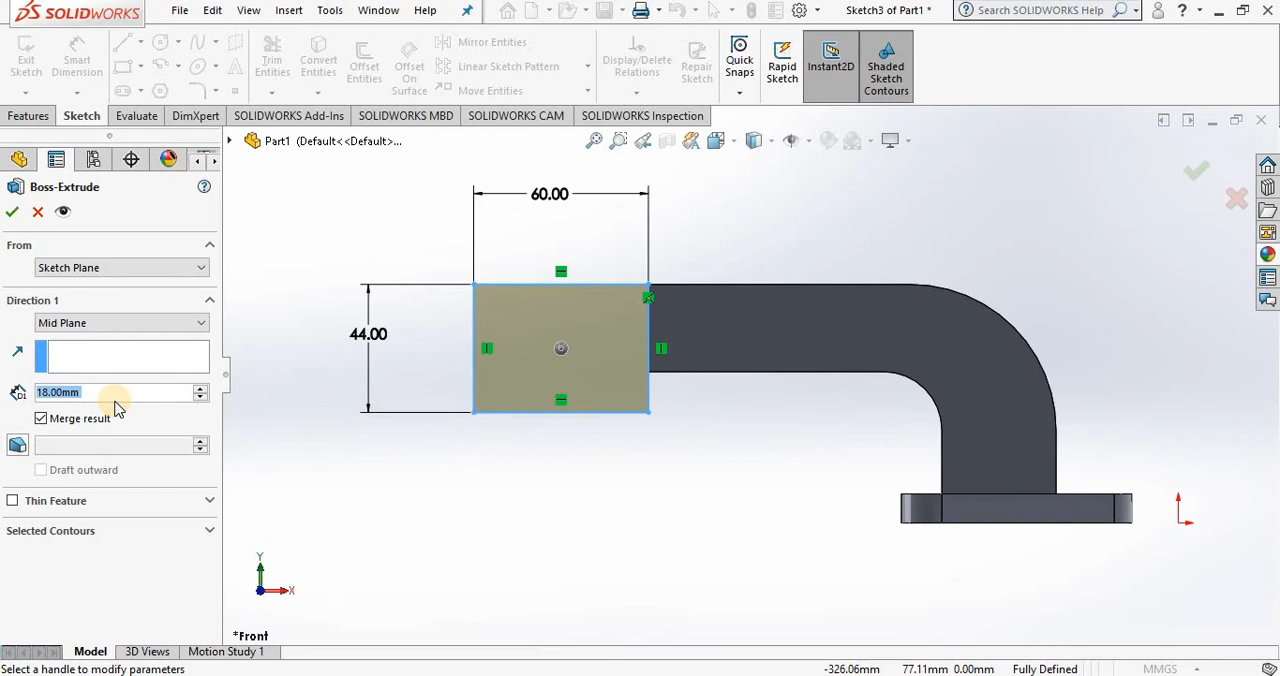 SOLIDWORKS File Edit View Insert Tools Window Help Sketch3 of Part1 * Search SOLIDWORKS Help ?
Exit Sketch
Smart Dimension
Trim Entities
Convert Entities
Offset Entities
Offset On Surface
Mirror Entities
Linear Sketch Pattern
Move Entities
Display/Delete Relations
Repair Sketch
Quick Snaps
Rapid Sketch
Instant2D
Shaded Sketch Contours
Features Sketch Evaluate DimXpert SOLIDWORKS Add-Ins SOLIDWORKS MBD SOLIDWORKS CAM SOLIDWORKS Inspection
Part1 (Default<<Default>...
Boss-Extrude ?
From
Sketch Plane
Direction 1
Mid Plane
D1 18.00mm
Merge result
Draft outward
Thin Feature
Selected Contours
60.00
44.00
Y
X
*Front
Model 3D Views Motion Study 1
Select a handle to modify parameters -326.06mm 77.11mm 0.00mm Fully Defined MMGS